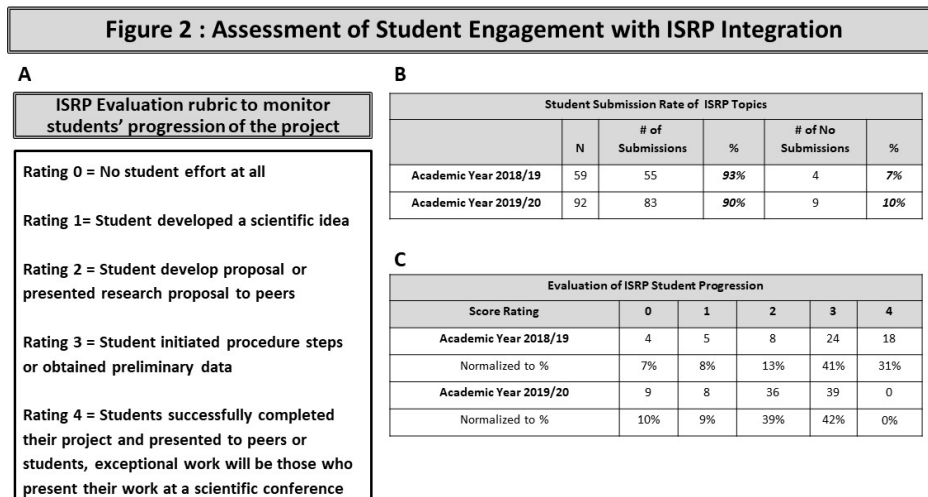 Figure 2 : Assessment of Student Engagement with ISRP Integration
A
ISRP Evaluation rubric to monitor
students' progression of the project
Rating 0 = No student effort at all
Rating 1= Student developed a scientific idea
Rating 2 = Student develop proposal or
presented research proposal to peers
Rating 3 = Student initiated procedure steps
or obtained preliminary data
Rating 4 = Students successfully completed
their project and presented to peers or
students, exceptional work will be those who
present their work at a scientific conference
B
Student Submission Rate of ISRP Topics
N # of Submissions % # of No Submissions %
Academic Year 2018/19 59 55 93% 4 7%
Academic Year 2019/20 92 83 90% 9 10%
C
Evaluation of ISRP Student Progression
Score Rating 0 1 2 3 4
Academic Year 2018/19 4 5 8 24 18
Normalized to % 7% 8% 13% 41% 31%
Academic Year 2019/20 9 8 36 39 0
Normalized to % 10% 9% 39% 42% 0%